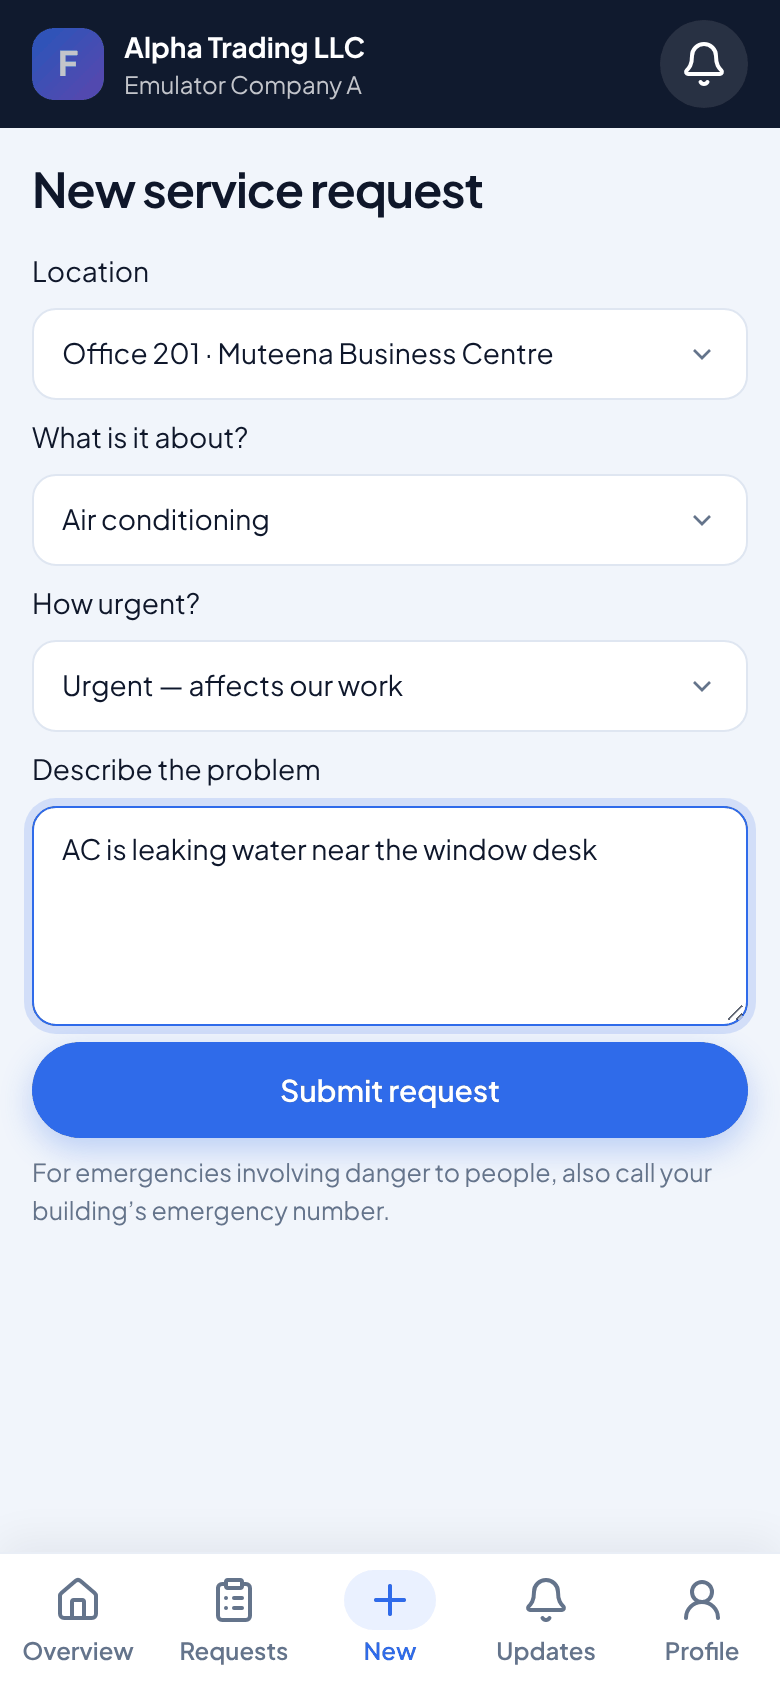 F
Alpha Trading LLC
Emulator Company A
New service request
Location
Office 201 · Muteena Business Centre
What is it about?
Air conditioning
How urgent?
Urgent — affects our work
Describe the problem
AC is leaking water near the window desk
Submit request
For emergencies involving danger to people, also call your
building’s emergency number.
Overview
Requests
New
Updates
Profile